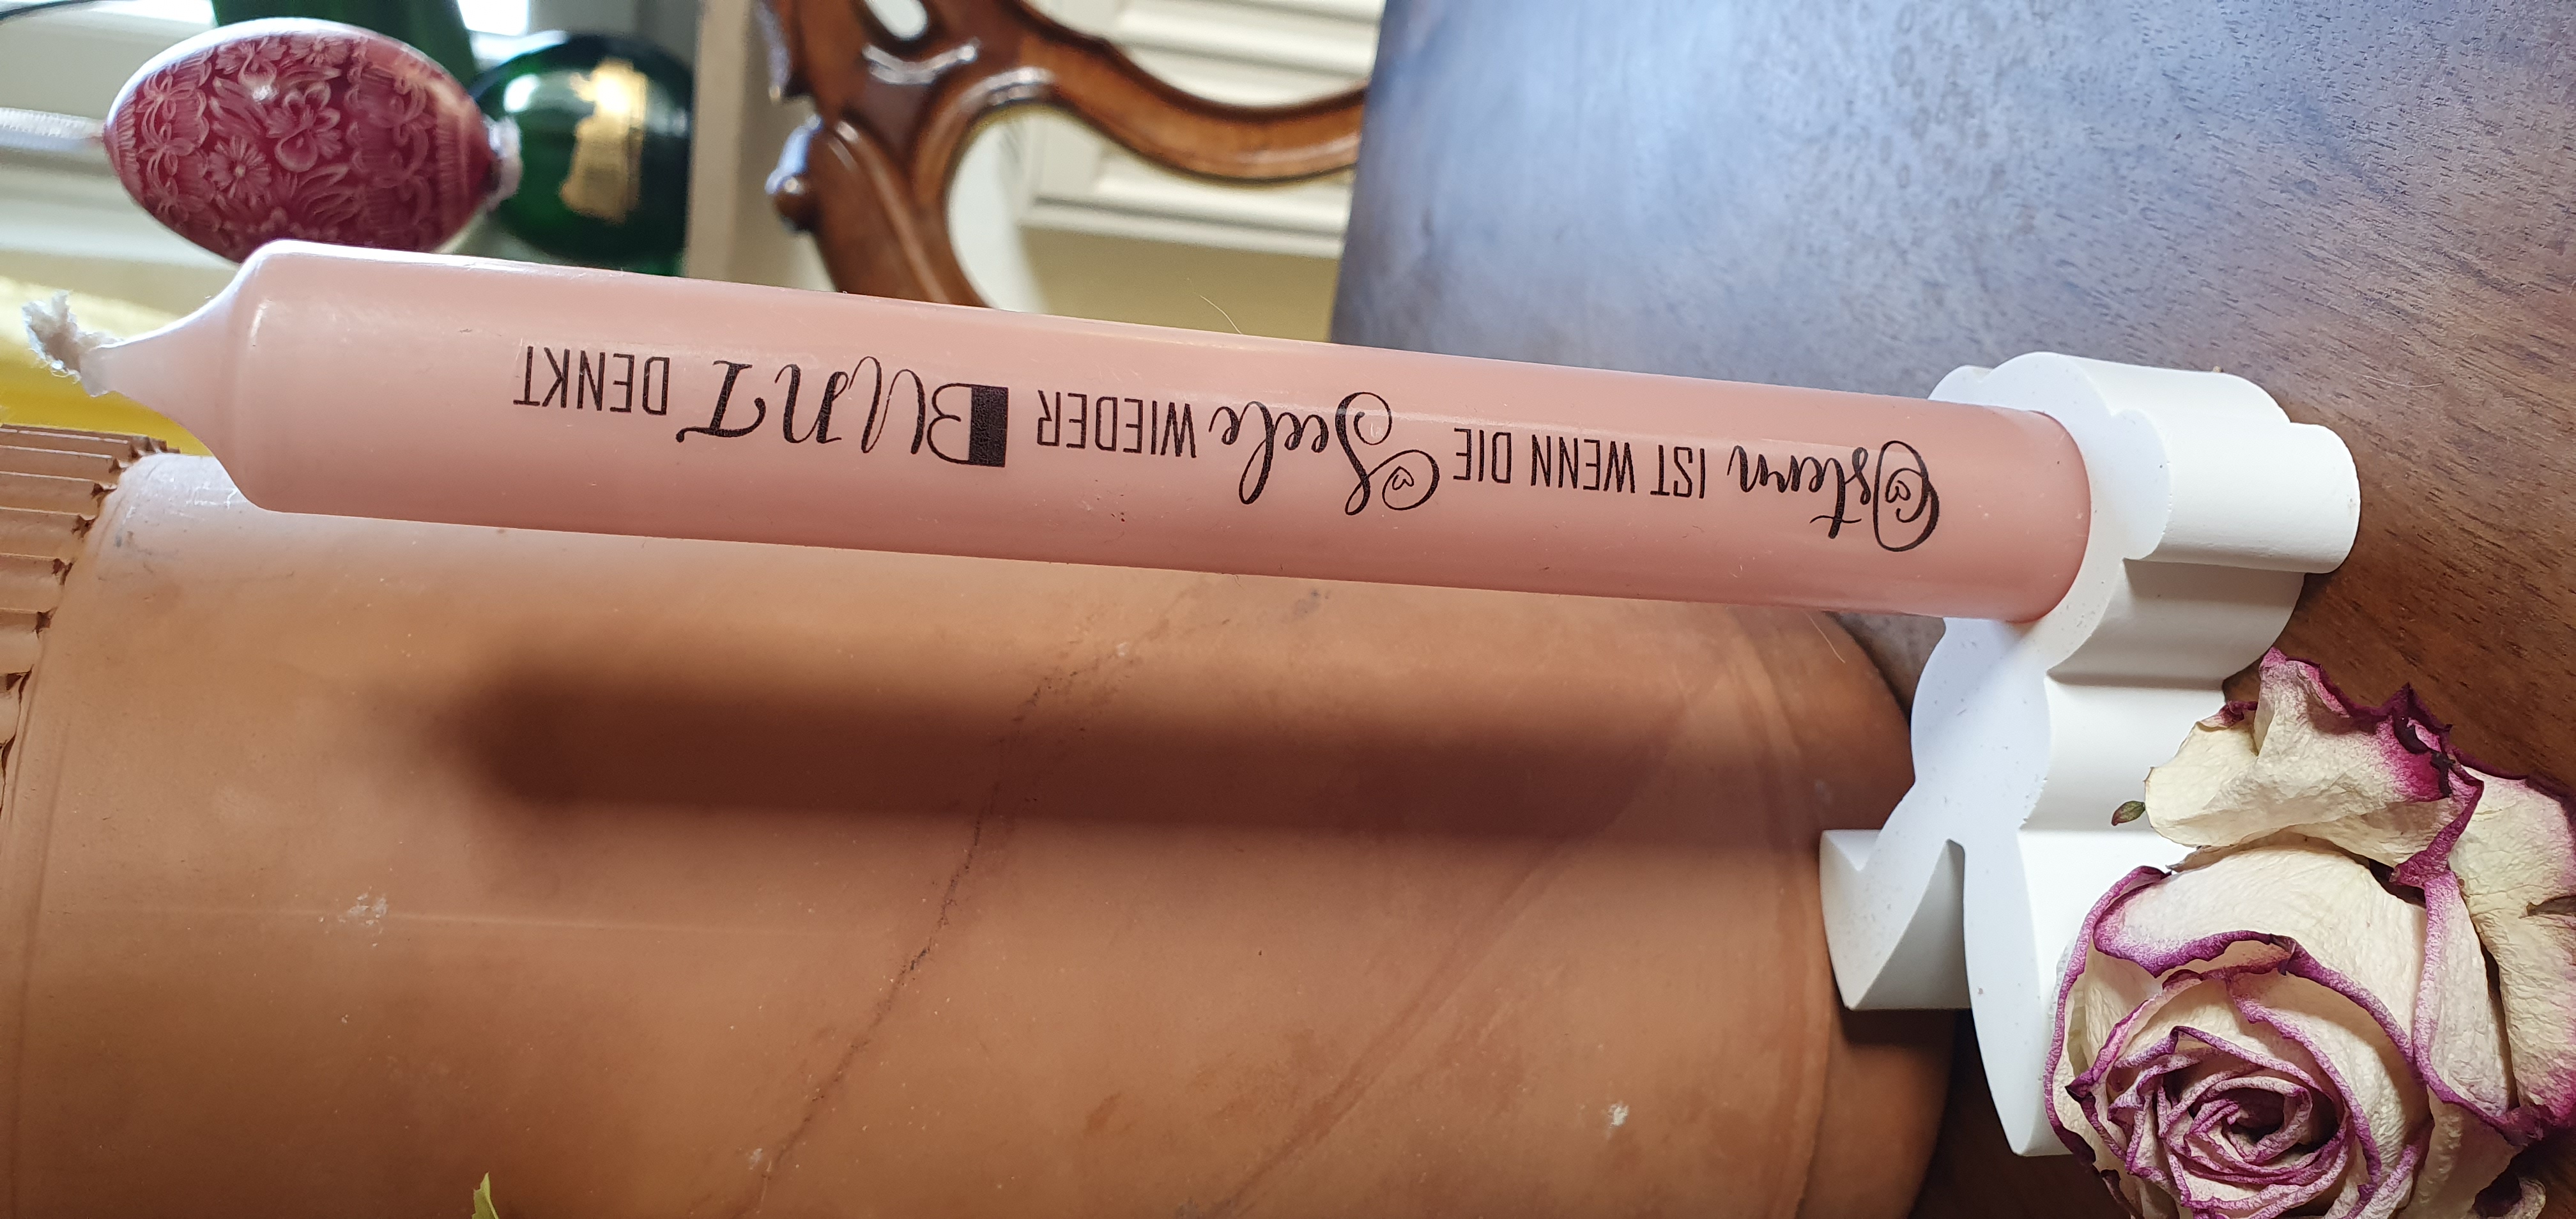 Ostern IST WENN DIE Seele WIEDER BUNT DENKT